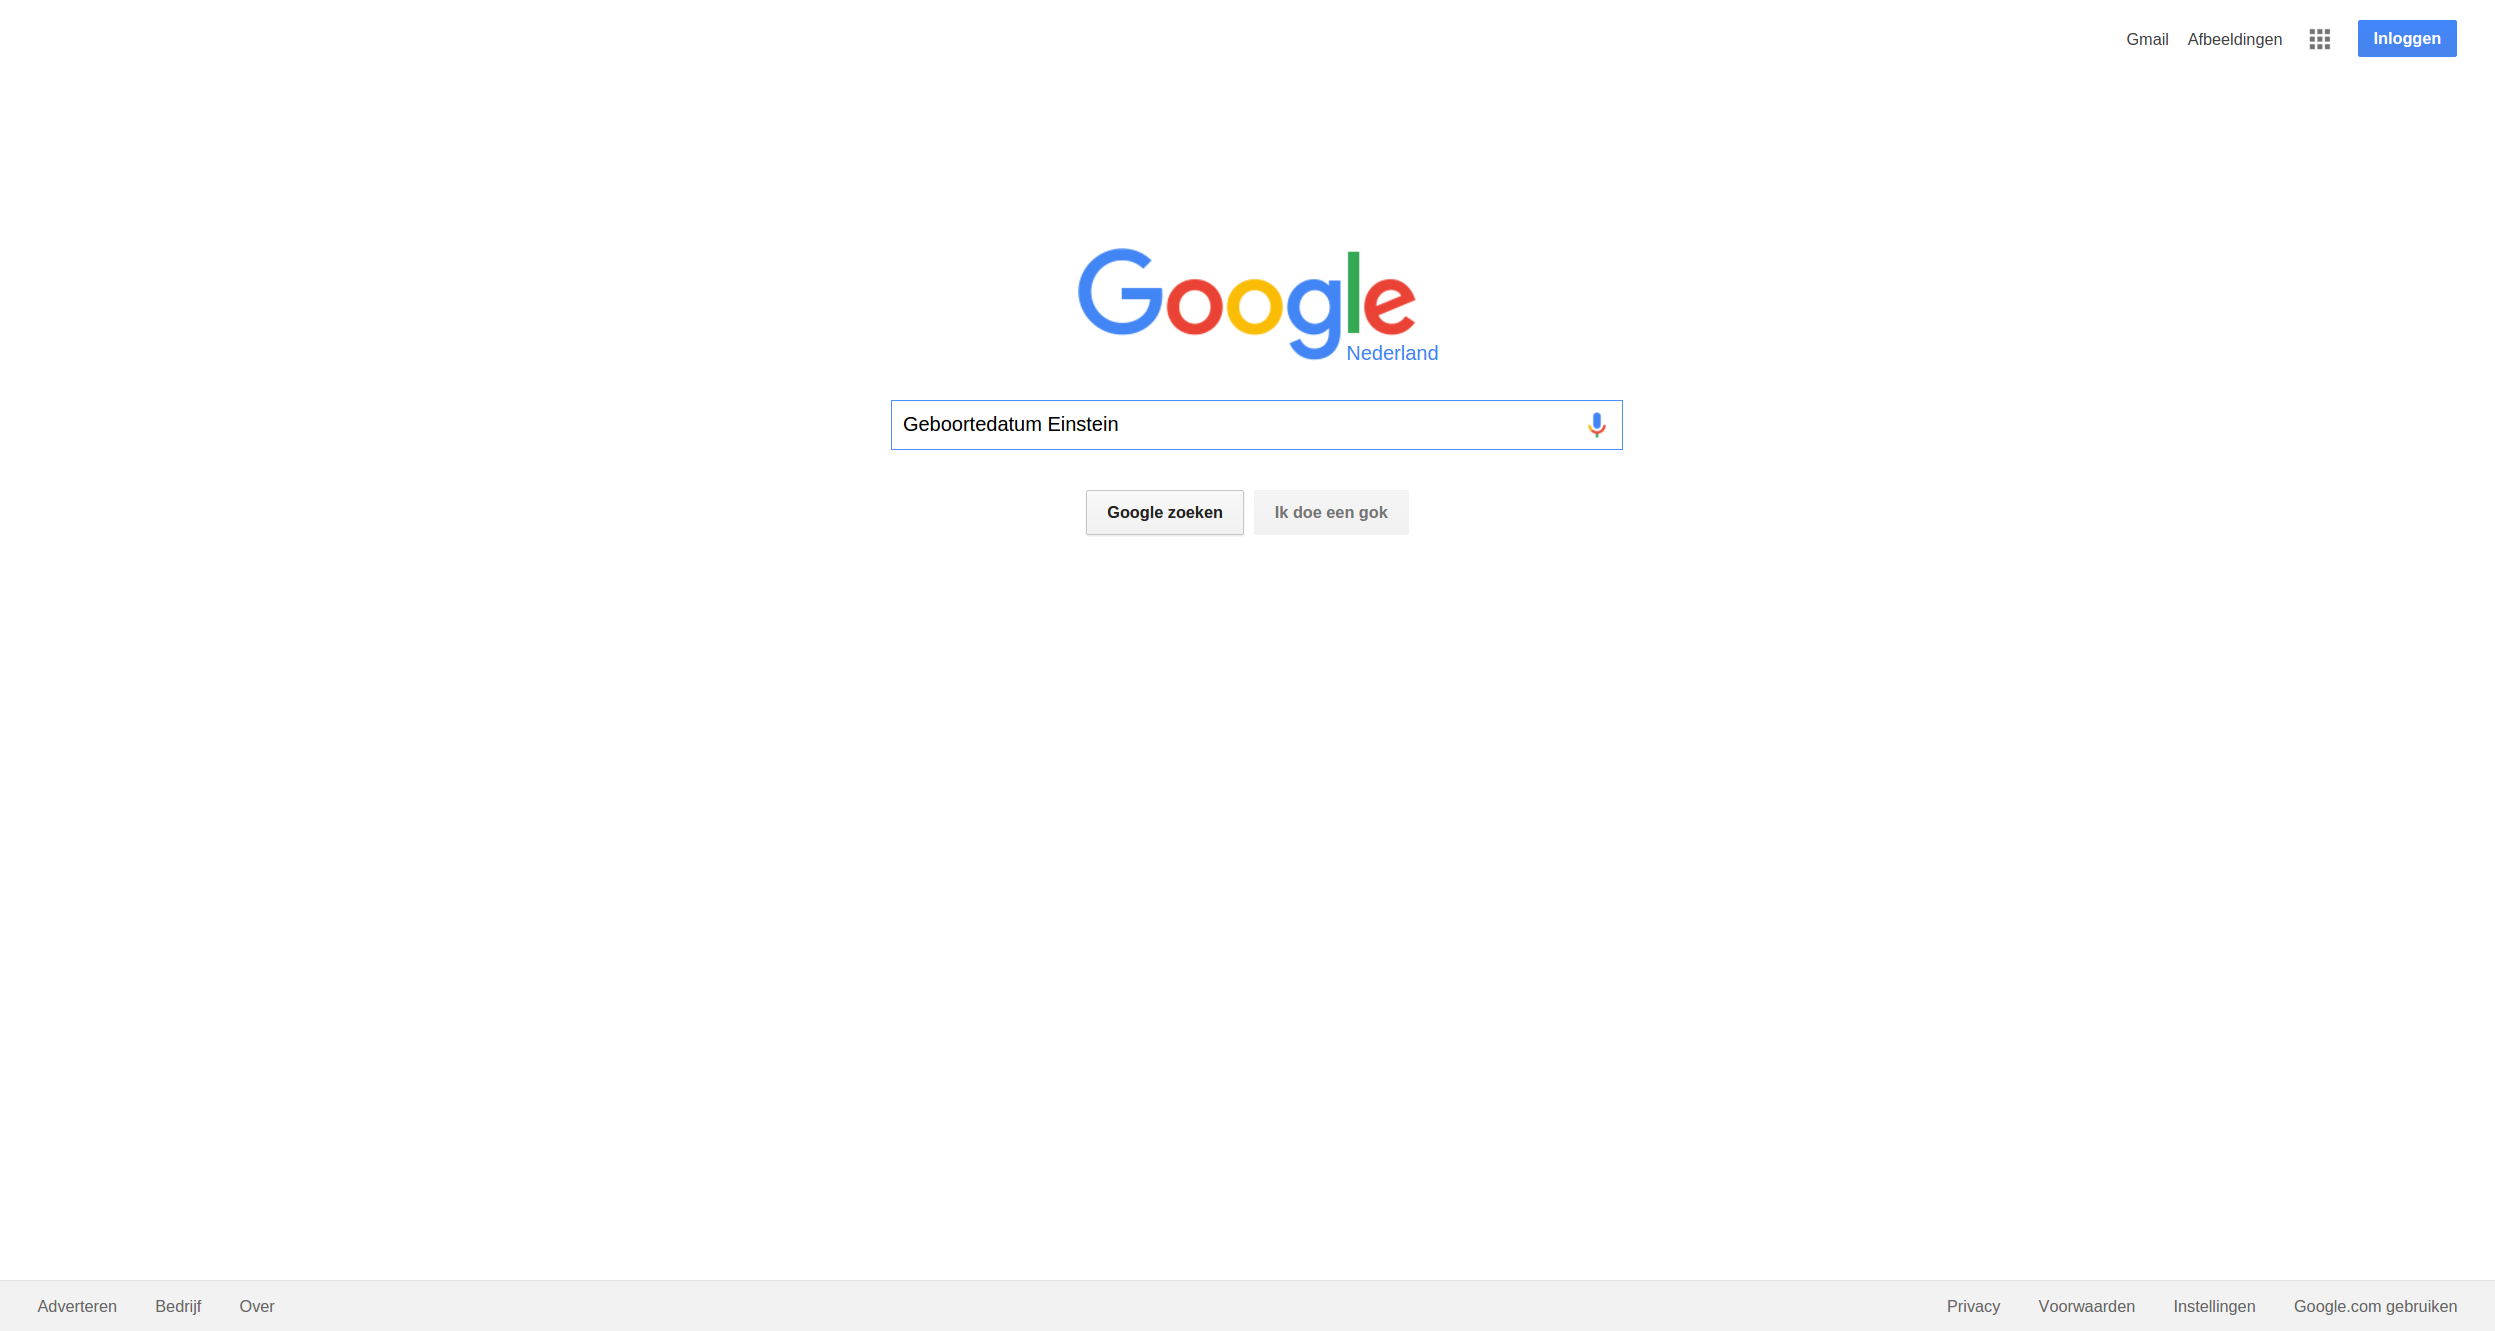 Gmail Afbeeldingen Inloggen
Google
Nederland
Geboortedatum Einstein
Google zoeken Ik doe een gok
Adverteren Bedrijf Over Privacy Voorwaarden Instellingen Google.com gebruiken